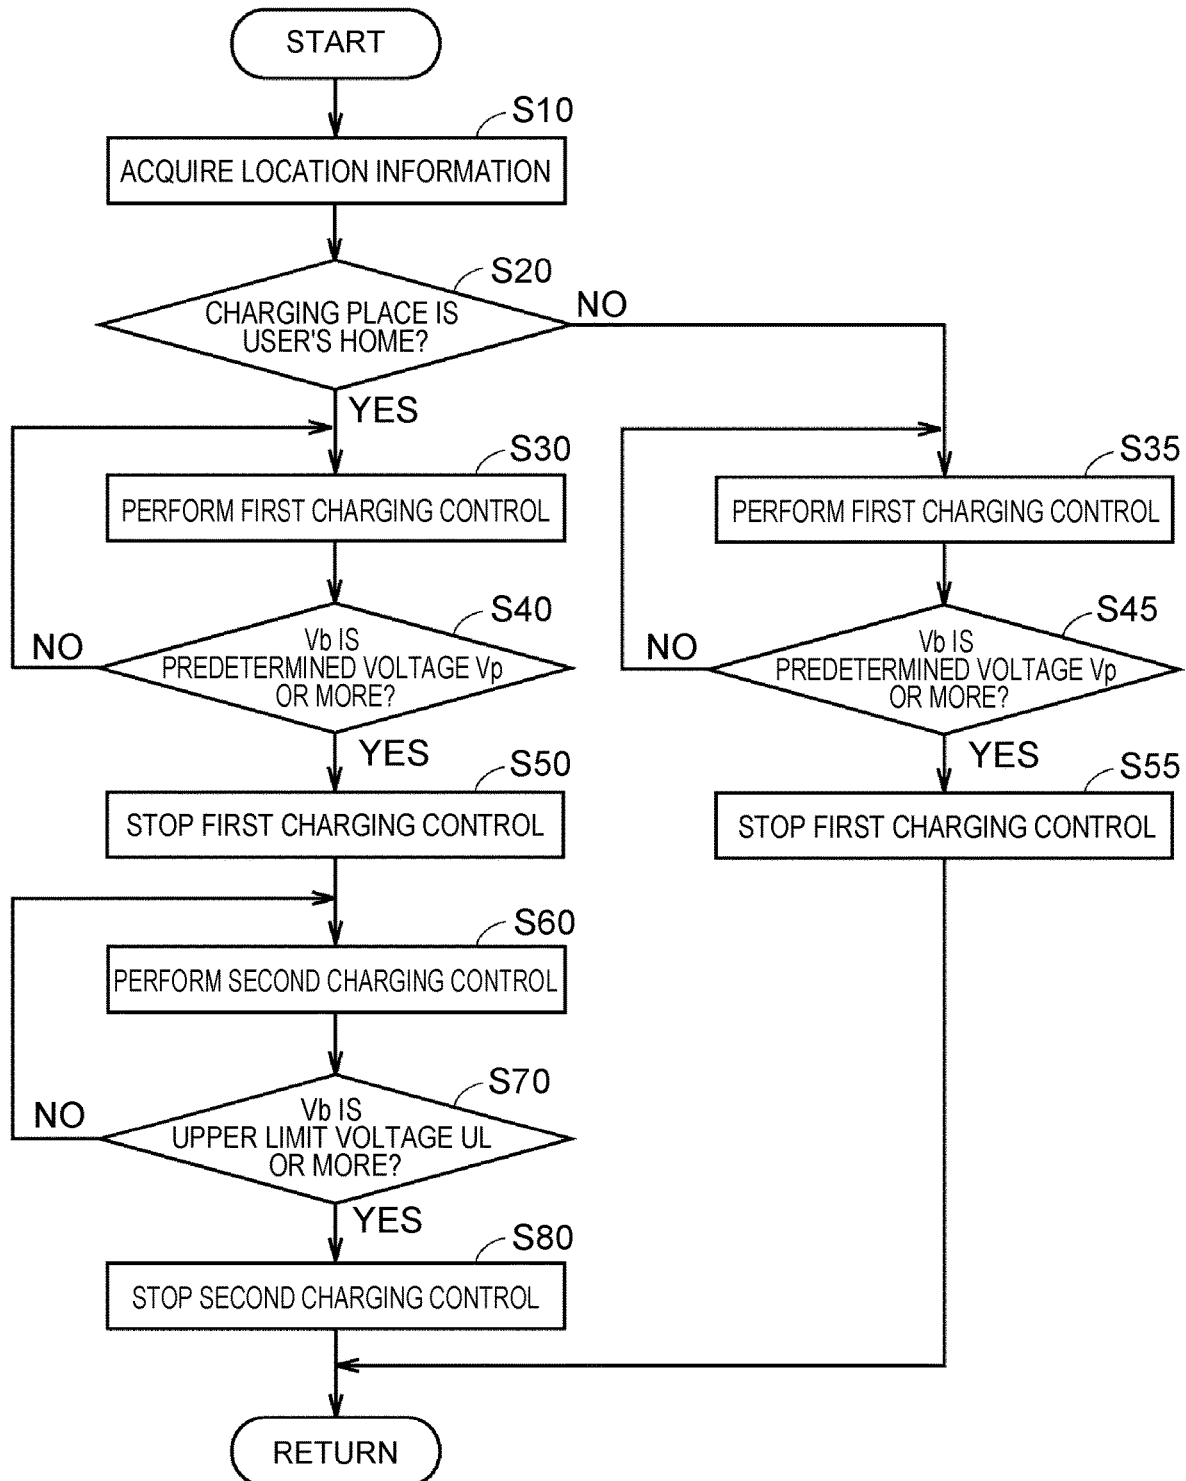 START
S10
ACQUIRE LOCATION INFORMATION
S20
CHARGING PLACE IS
USER'S HOME?
NO
YES
S30
PERFORM FIRST CHARGING CONTROL
S40
Vb IS
PREDETERMINED VOLTAGE Vp
OR MORE?
NO
YES
S50
STOP FIRST CHARGING CONTROL
S60
PERFORM SECOND CHARGING CONTROL
S70
Vb IS
UPPER LIMIT VOLTAGE UL
OR MORE?
NO
YES
S80
STOP SECOND CHARGING CONTROL
S35
PERFORM FIRST CHARGING CONTROL
S45
Vb IS
PREDETERMINED VOLTAGE Vp
OR MORE?
NO
YES
S55
STOP FIRST CHARGING CONTROL
RETURN